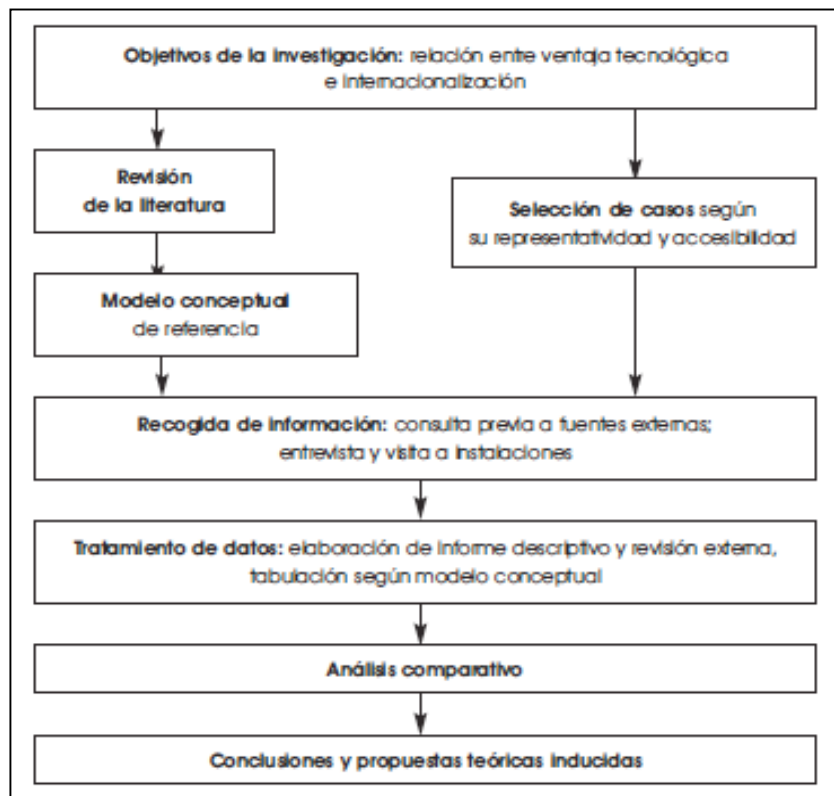 Objetivos de la investigación: relación entre ventaja tecnológica
e internacionalización
Revisión
de la literatura
Selección de casos según
su representatividad y accesibilidad
Modelo conceptual
de referencia
Recogida de información: consulta previa a fuentes externas;
entrevista y visita a instalaciones
Tratamiento de datos: elaboración de informe descriptivo y revisión externa,
tabulación según modelo conceptual
Análisis comparativo
Conclusiones y propuestas teóricas inducidas